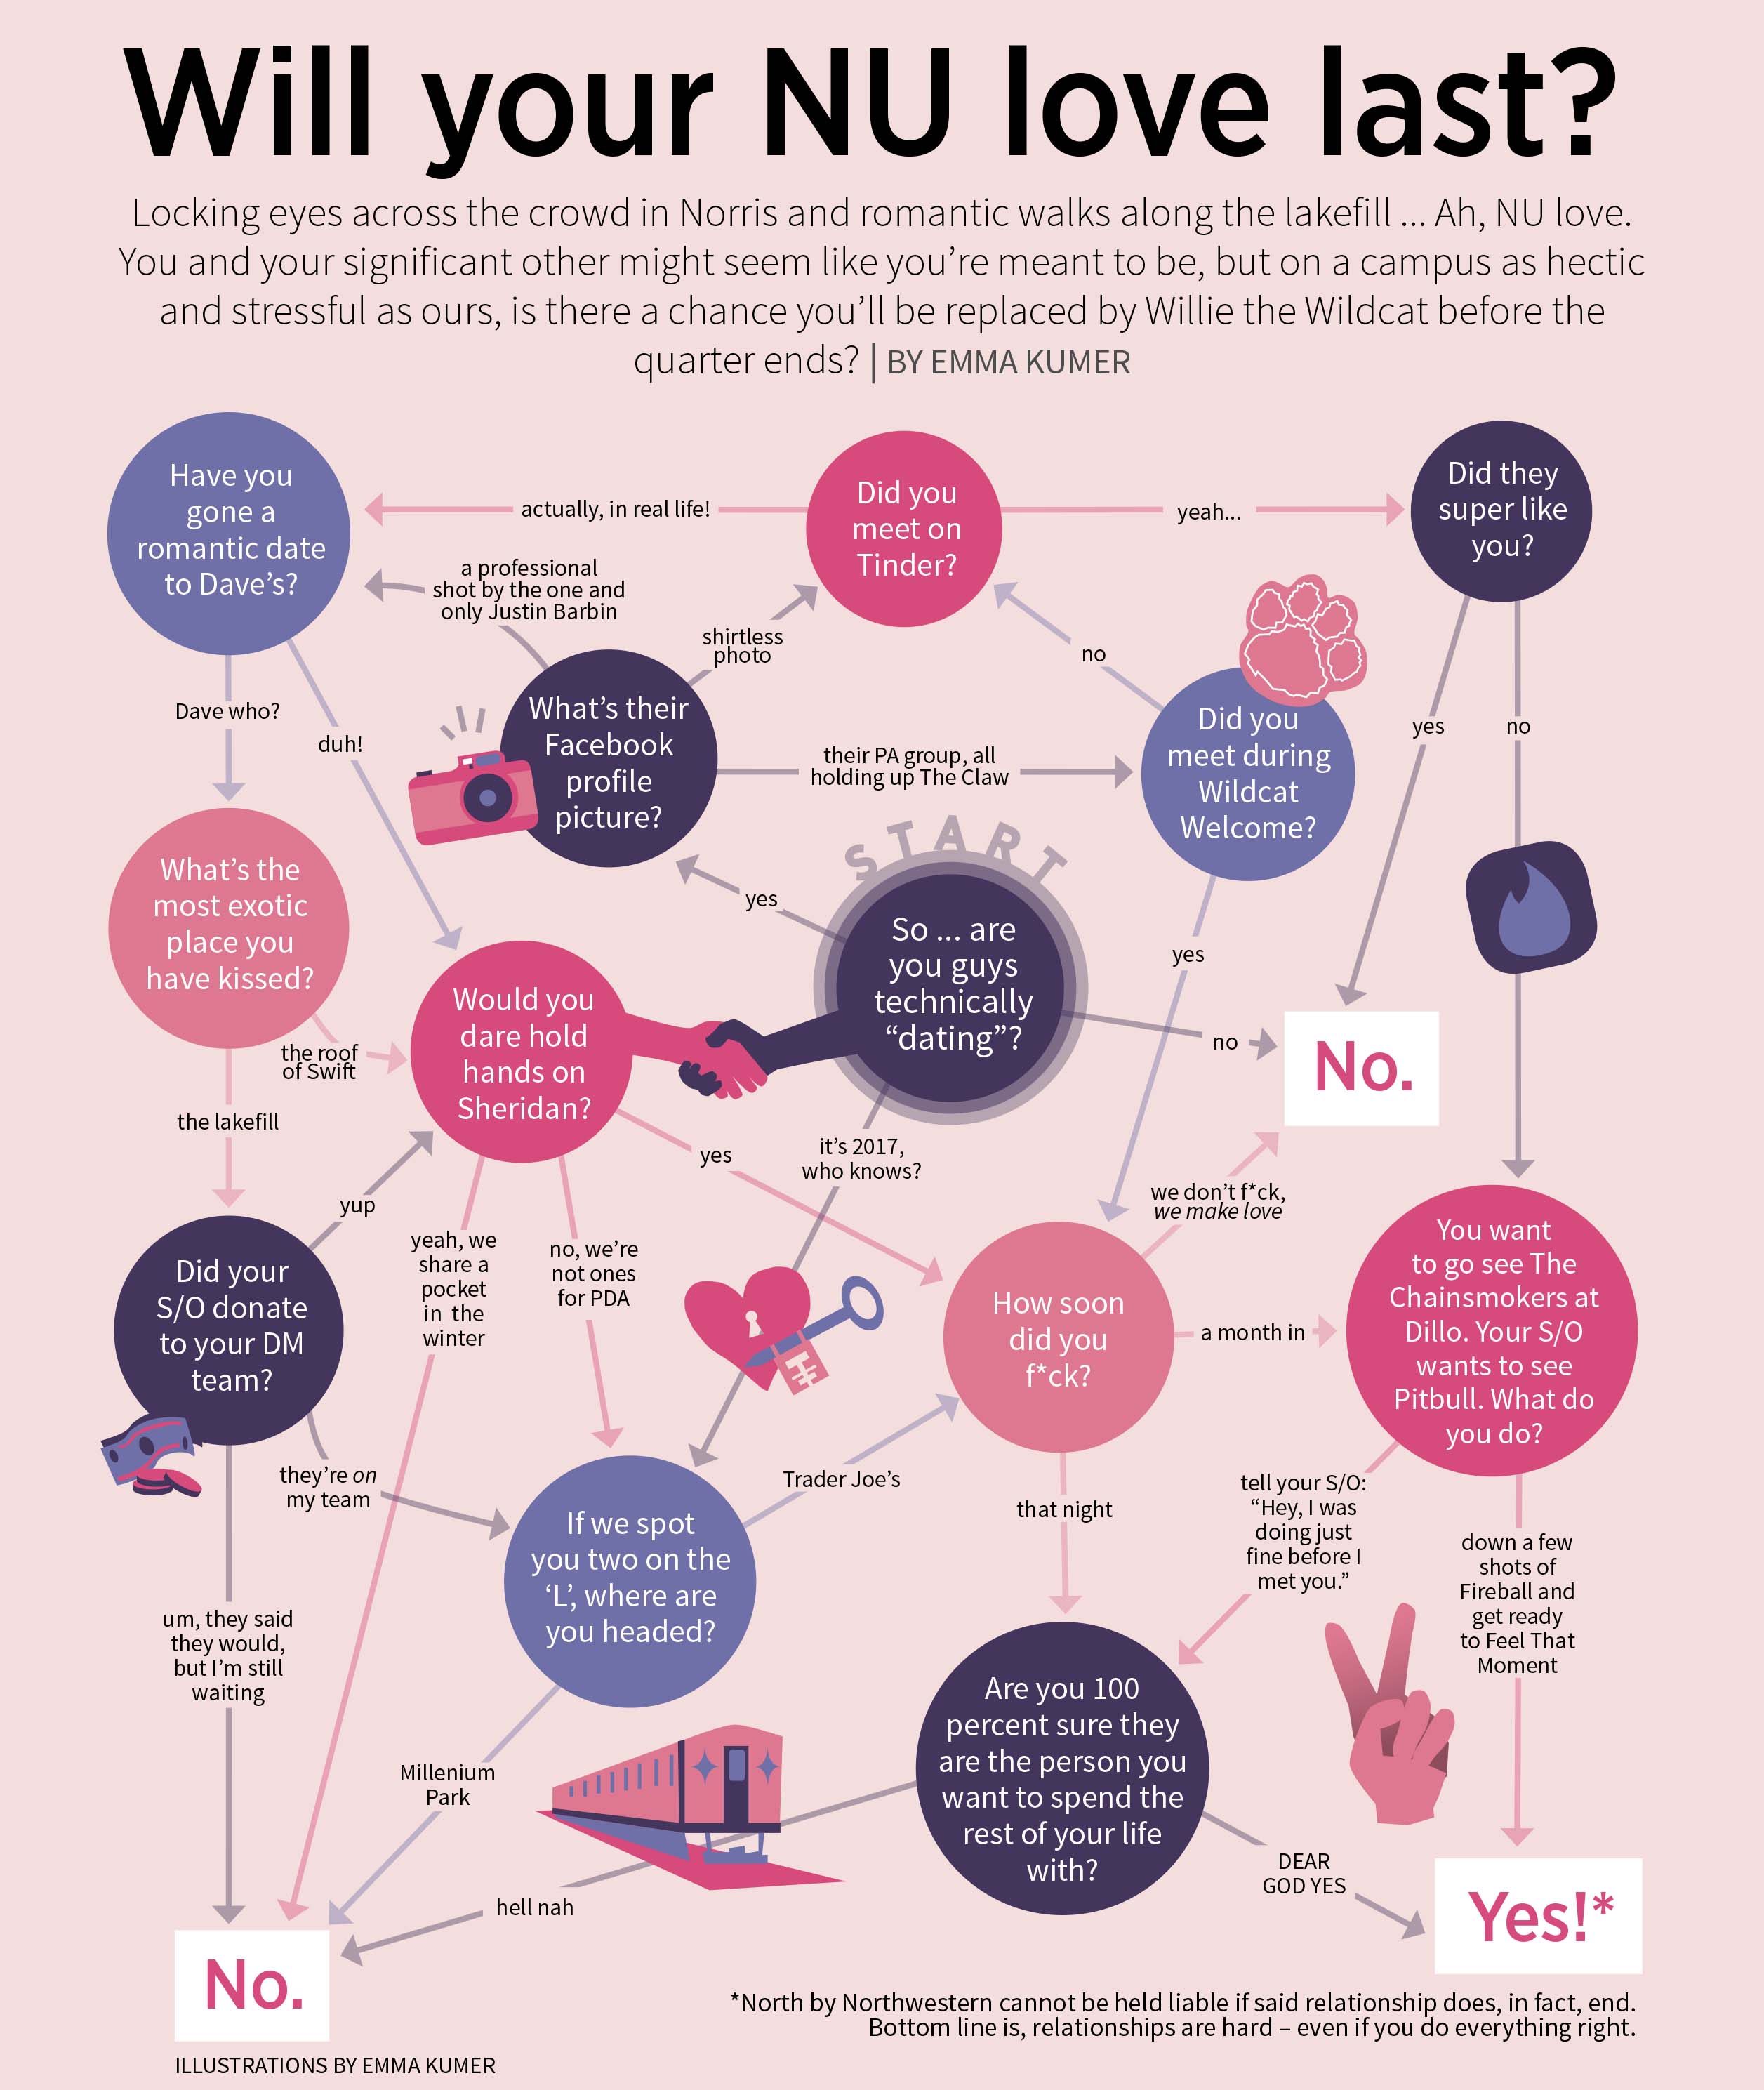 Will your NU love last?
Locking eyes across the crowd in Norris and romantic walks along the lakefill ... Ah, NU love.
You and your significant other might seem like you’re meant to be, but on a campus as hectic
and stressful as ours, is there a chance you’ll be replaced by Willie the Wildcat before the
quarter ends? | BY EMMA KUMER
Have you
gone a
romantic date
to Dave’s?
actually, in real life!
Did you
meet on
Tinder?
yeah...
Did they
super like
you?
a professional
shot by the one and
only Justin Barbin
shirtless
photo
no
Dave who?
duh!
What’s their
Facebook
profile
picture?
their PA group, all
holding up The Claw
Did you
meet during
Wildcat
Welcome?
yes
no
What’s the
most exotic
place you
have kissed?
yes
START
So ... are
you guys
technically
“dating”?
yes
no
No.
the roof
of Swift
Would you
dare hold
hands on
Sheridan?
the lakefill
yup
yes
it’s 2017,
who knows?
we don’t f*ck,
we make love
Did your
S/O donate
to your DM
team?
yeah, we
share a
pocket
in the
winter
no, we’re
not ones
for PDA
How soon
did you
f*ck?
a month in
You want
to go see The
Chainsmokers at
Dillo. Your S/O
wants to see
Pitbull. What do
you do?
they’re on
my team
Trader Joe’s
that night
tell your S/O:
“Hey, I was
doing just
fine before I
met you.”
down a few
shots of
Fireball and
get ready
to Feel That
Moment
If we spot
you two on the
‘L’, where are
you headed?
um, they said
they would,
but I’m still
waiting
Millenium
Park
Are you 100
percent sure they
are the person you
want to spend the
rest of your life
with?
hell nah
DEAR
GOD YES
Yes!*
No.
*North by Northwestern cannot be held liable if said relationship does, in fact, end.
Bottom line is, relationships are hard – even if you do everything right.
ILLUSTRATIONS BY EMMA KUMER